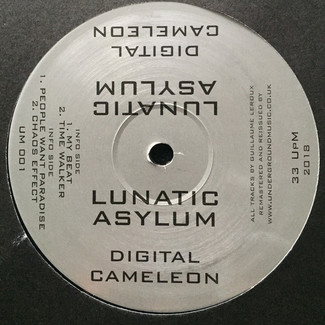 LUNATIC
ASYLUM
DIGITAL
CAMELEON
INFO SIDE
1. MY BEAT
2. TIME WALKER
INFO SIDE
1. PEOPLE WANT PARADISE
2. CHAOS EFFECT
UM 001
LUNATIC
ASYLUM
DIGITAL
CAMELEON
ALL TRACKS BY GUILLAUME LEROUX
REMASTERED AND REISSUED BY
WWW.UNDERGROUNDMUSIC.CO.UK
33 UPM
2018